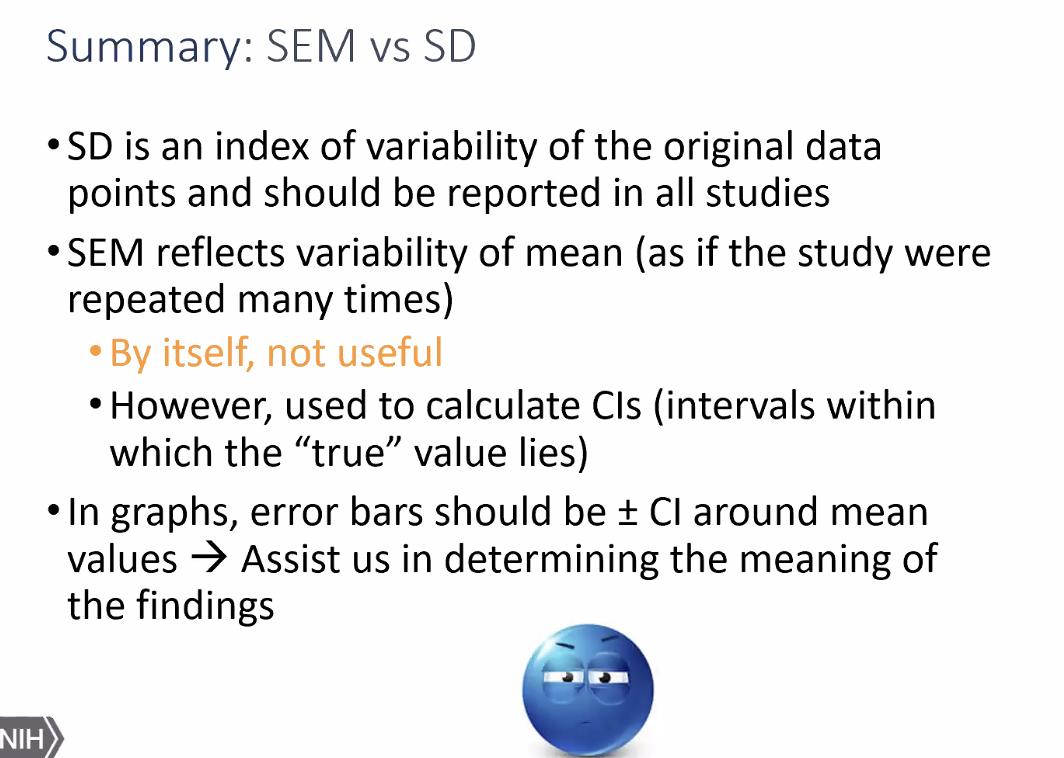 Summary: SEM vs SD
• SD is an index of variability of the original data
points and should be reported in all studies
• SEM reflects variability of mean (as if the study were
repeated many times)
• By itself, not useful
• However, used to calculate CIs (intervals within
which the “true” value lies)
• In graphs, error bars should be ± CI around mean
values → Assist us in determining the meaning of
the findings
NIH